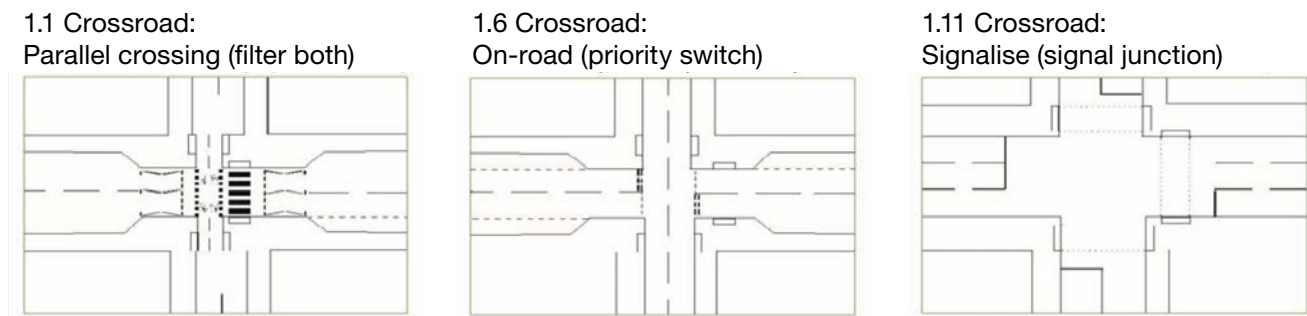 1.1 Crossroad:
Parallel crossing (filter both)
1.6 Crossroad:
On-road (priority switch)
1.11 Crossroad:
Signalise (signal junction)